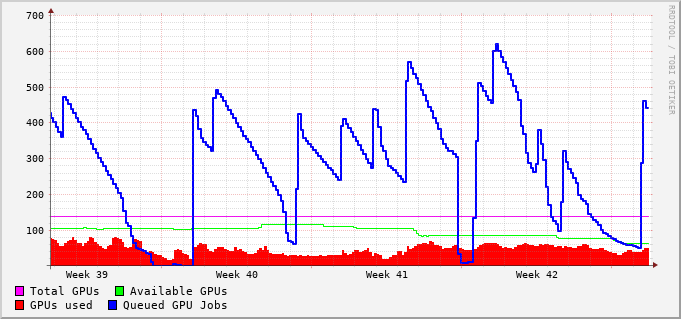 700
600
500
400
300
200
100
Week 39 Week 40 Week 41 Week 42
Total GPUs Available GPUs
GPUs used Queued GPU Jobs
RRDTOOL / TOBI OETIKER